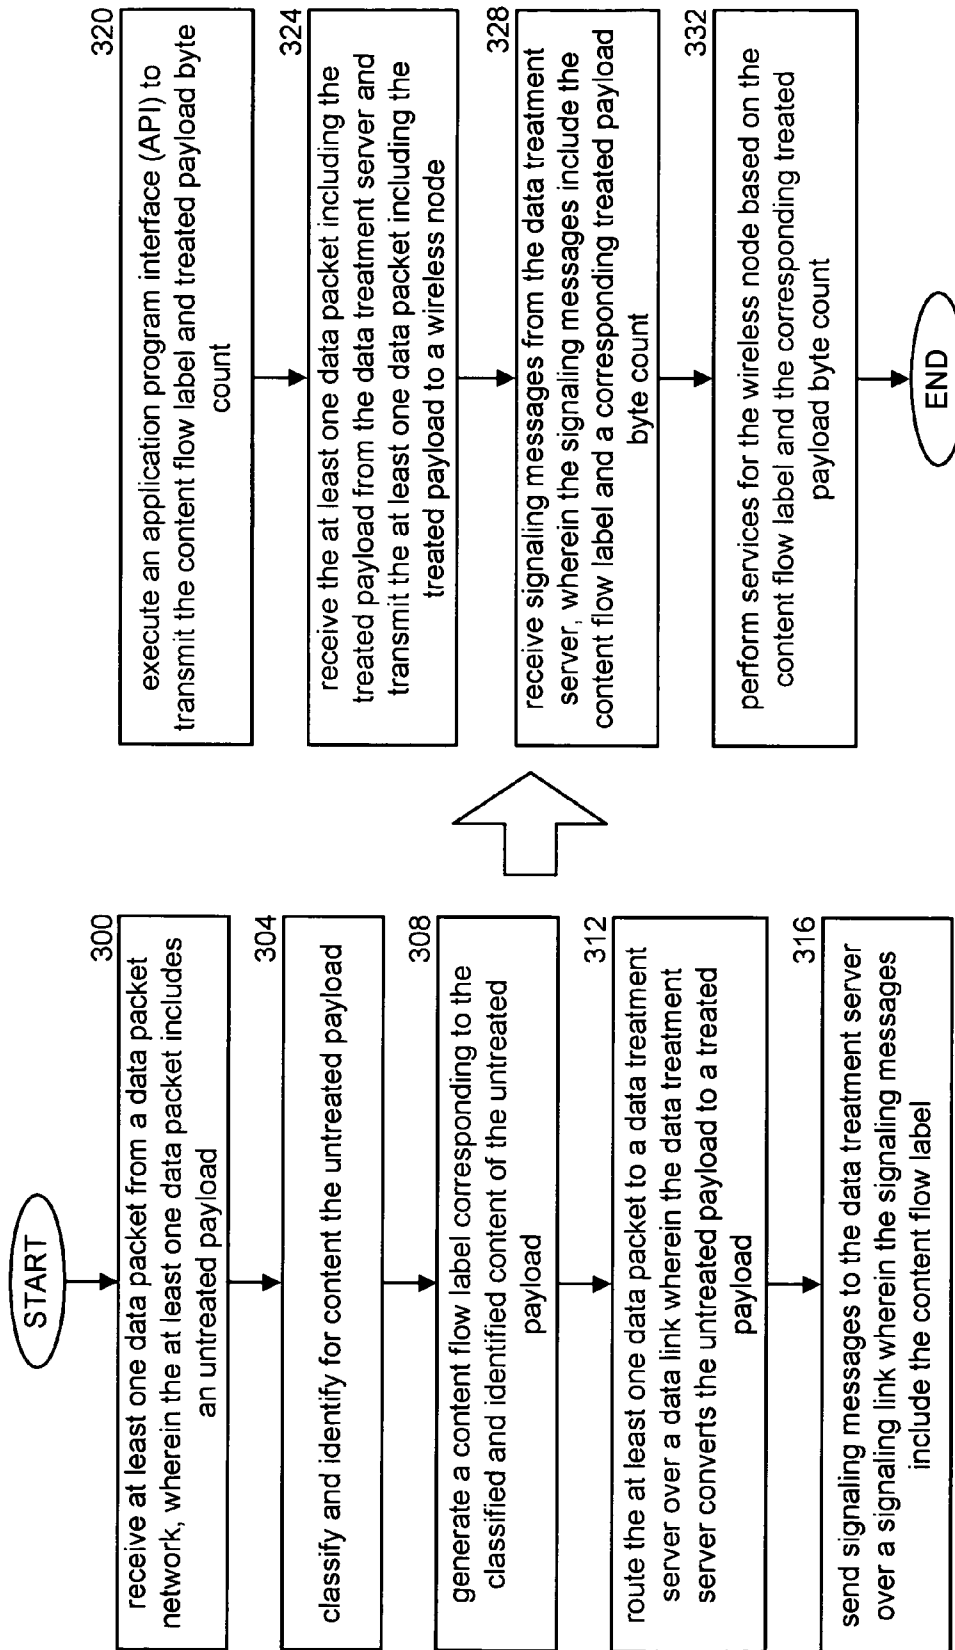 START
300
receive at least one data packet from a data packet
network, wherein the at least one data packet includes
an untreated payload
304
classify and identify for content the untreated payload
308
generate a content flow label corresponding to the
classified and identified content of the untreated
payload
312
route the at least one data packet to a data treatment
server over a data link wherein the data treatment
server converts the untreated payload to a treated
payload
316
send signaling messages to the data treatment server
over a signaling link wherein the signaling messages
include the content flow label
320
execute an application program interface (API) to
transmit the content flow label and treated payload byte
count
324
receive the at least one data packet including the
treated payload from the data treatment server and
transmit the at least one data packet including the
treated payload to a wireless node
328
receive signaling messages from the data treatment
server, wherein the signaling messages include the
content flow label and a corresponding treated payload
byte count
332
perform services for the wireless node based on the
content flow label and the corresponding treated
payload byte count
END